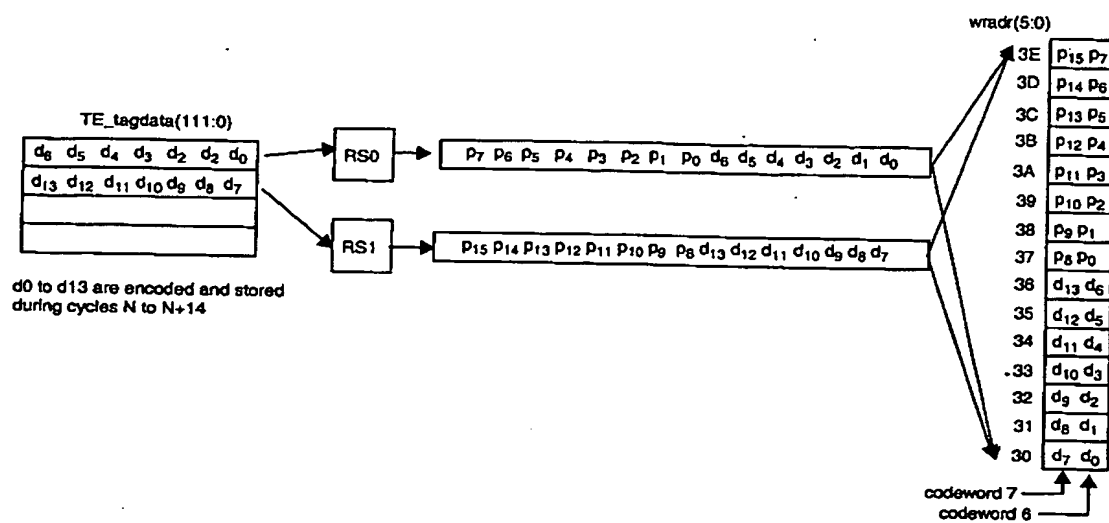 wradr(5:0)
TE_tagdata(111:0)
d6 d5 d4 d3 d2 d2 d0
d13 d12 d11 d10 d9 d8 d7
RS0
p7 p6 p5 p4 p3 p2 p1 p0 d6 d5 d4 d3 d2 d1 d0
RS1
p15 p14 p13 p12 p11 p10 p9 p8 d13 d12 d11 d10 d9 d8 d7
d0 to d13 are encoded and stored
during cycles N to N+14
3E p15 p7
3D p14 p6
3C p13 p5
3B p12 p4
3A p11 p3
39 p10 p2
38 p9 p1
37 p8 p0
36 d13 d6
35 d12 d5
34 d11 d4
33 d10 d3
32 d9 d2
31 d8 d1
30 d7 d0
codeword 7
codeword 6